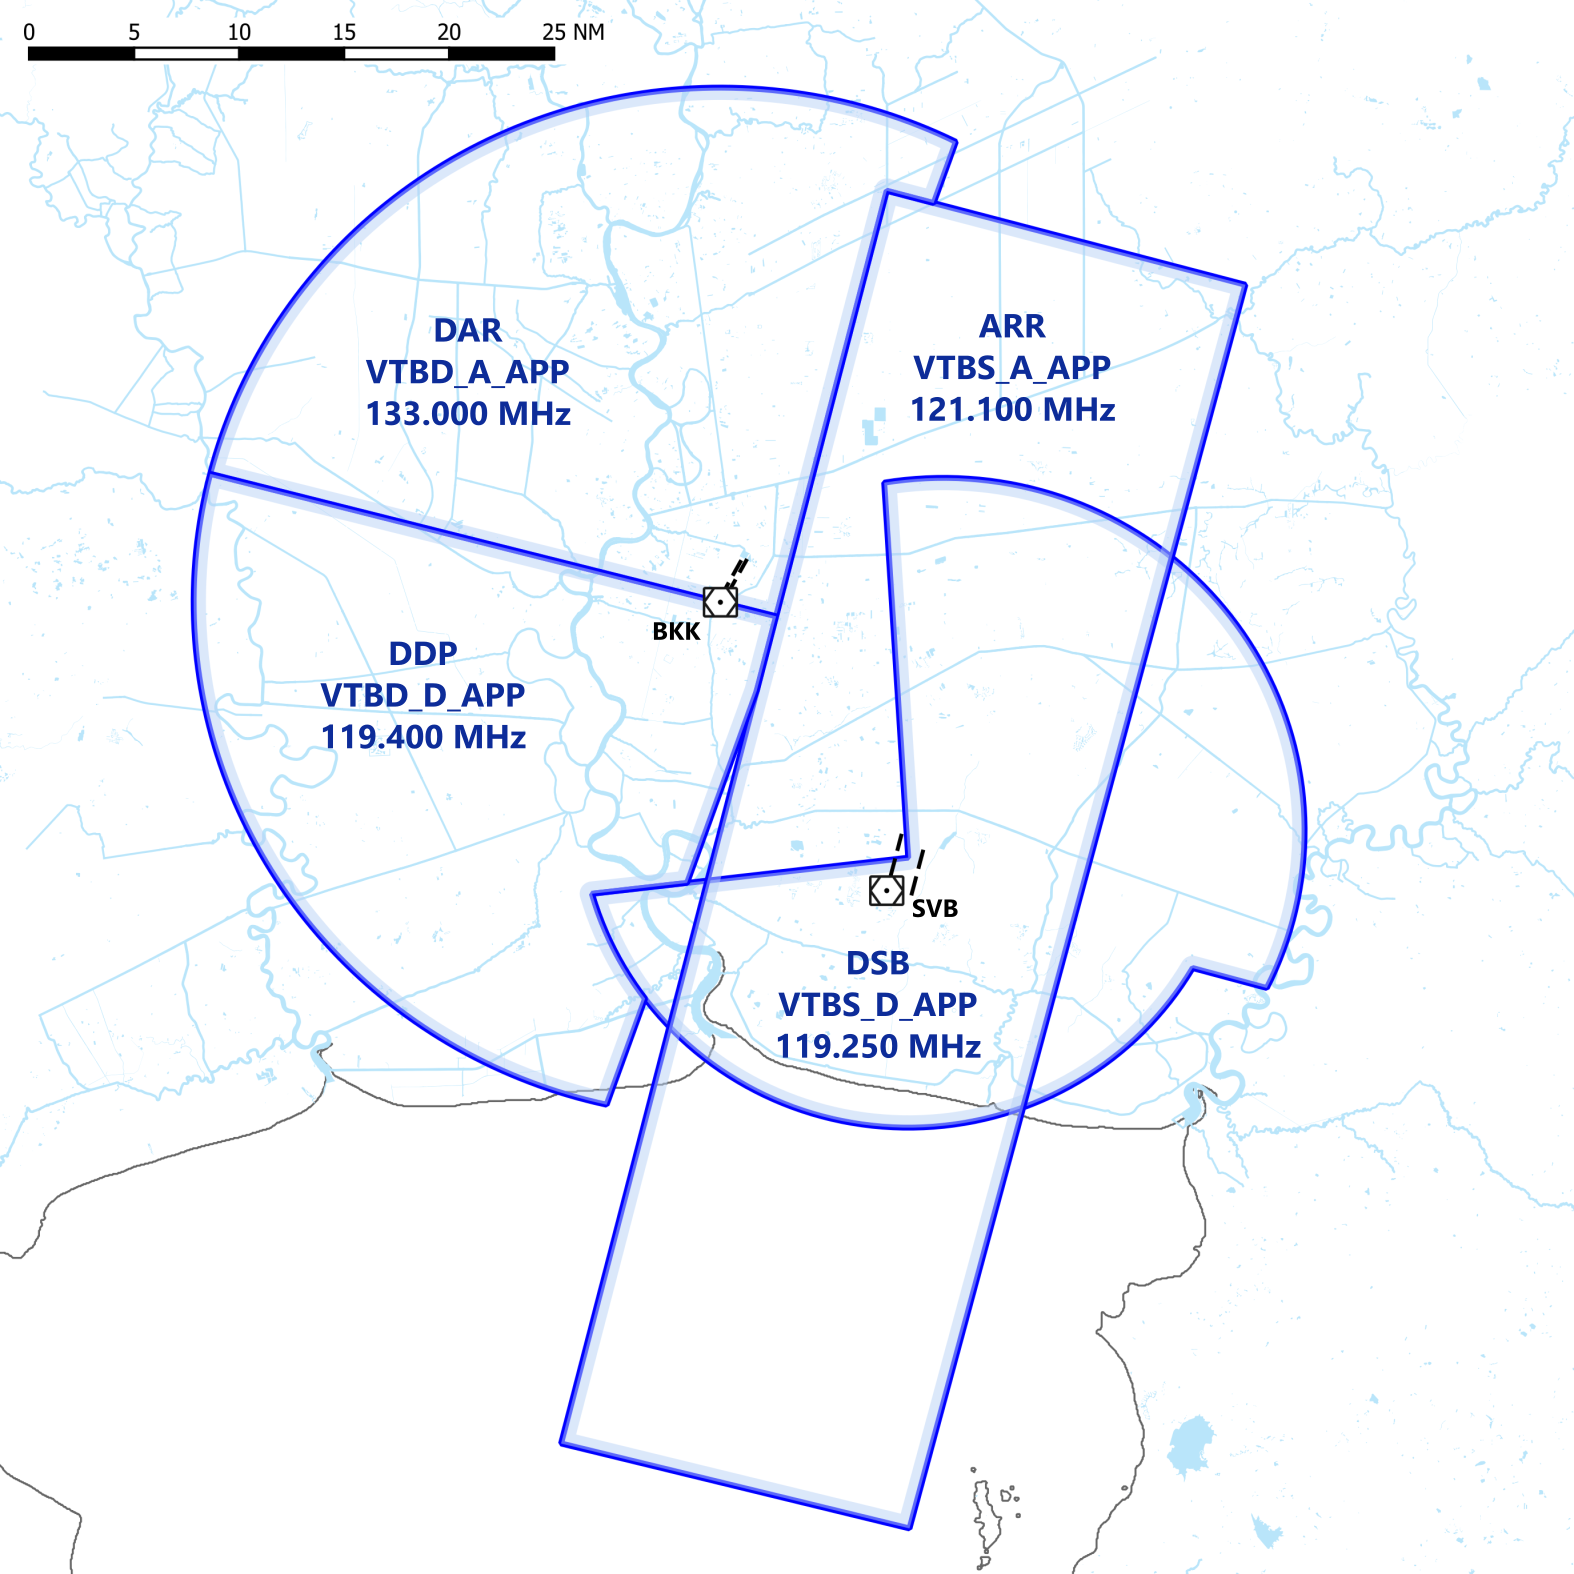 0 5 10 15 20 25 NM
DAR
VTBD_A_APP
133.000 MHz
ARR
VTBS_A_APP
121.100 MHz
BKK
DDP
VTBD_D_APP
119.400 MHz
SVB
DSB
VTBS_D_APP
119.250 MHz